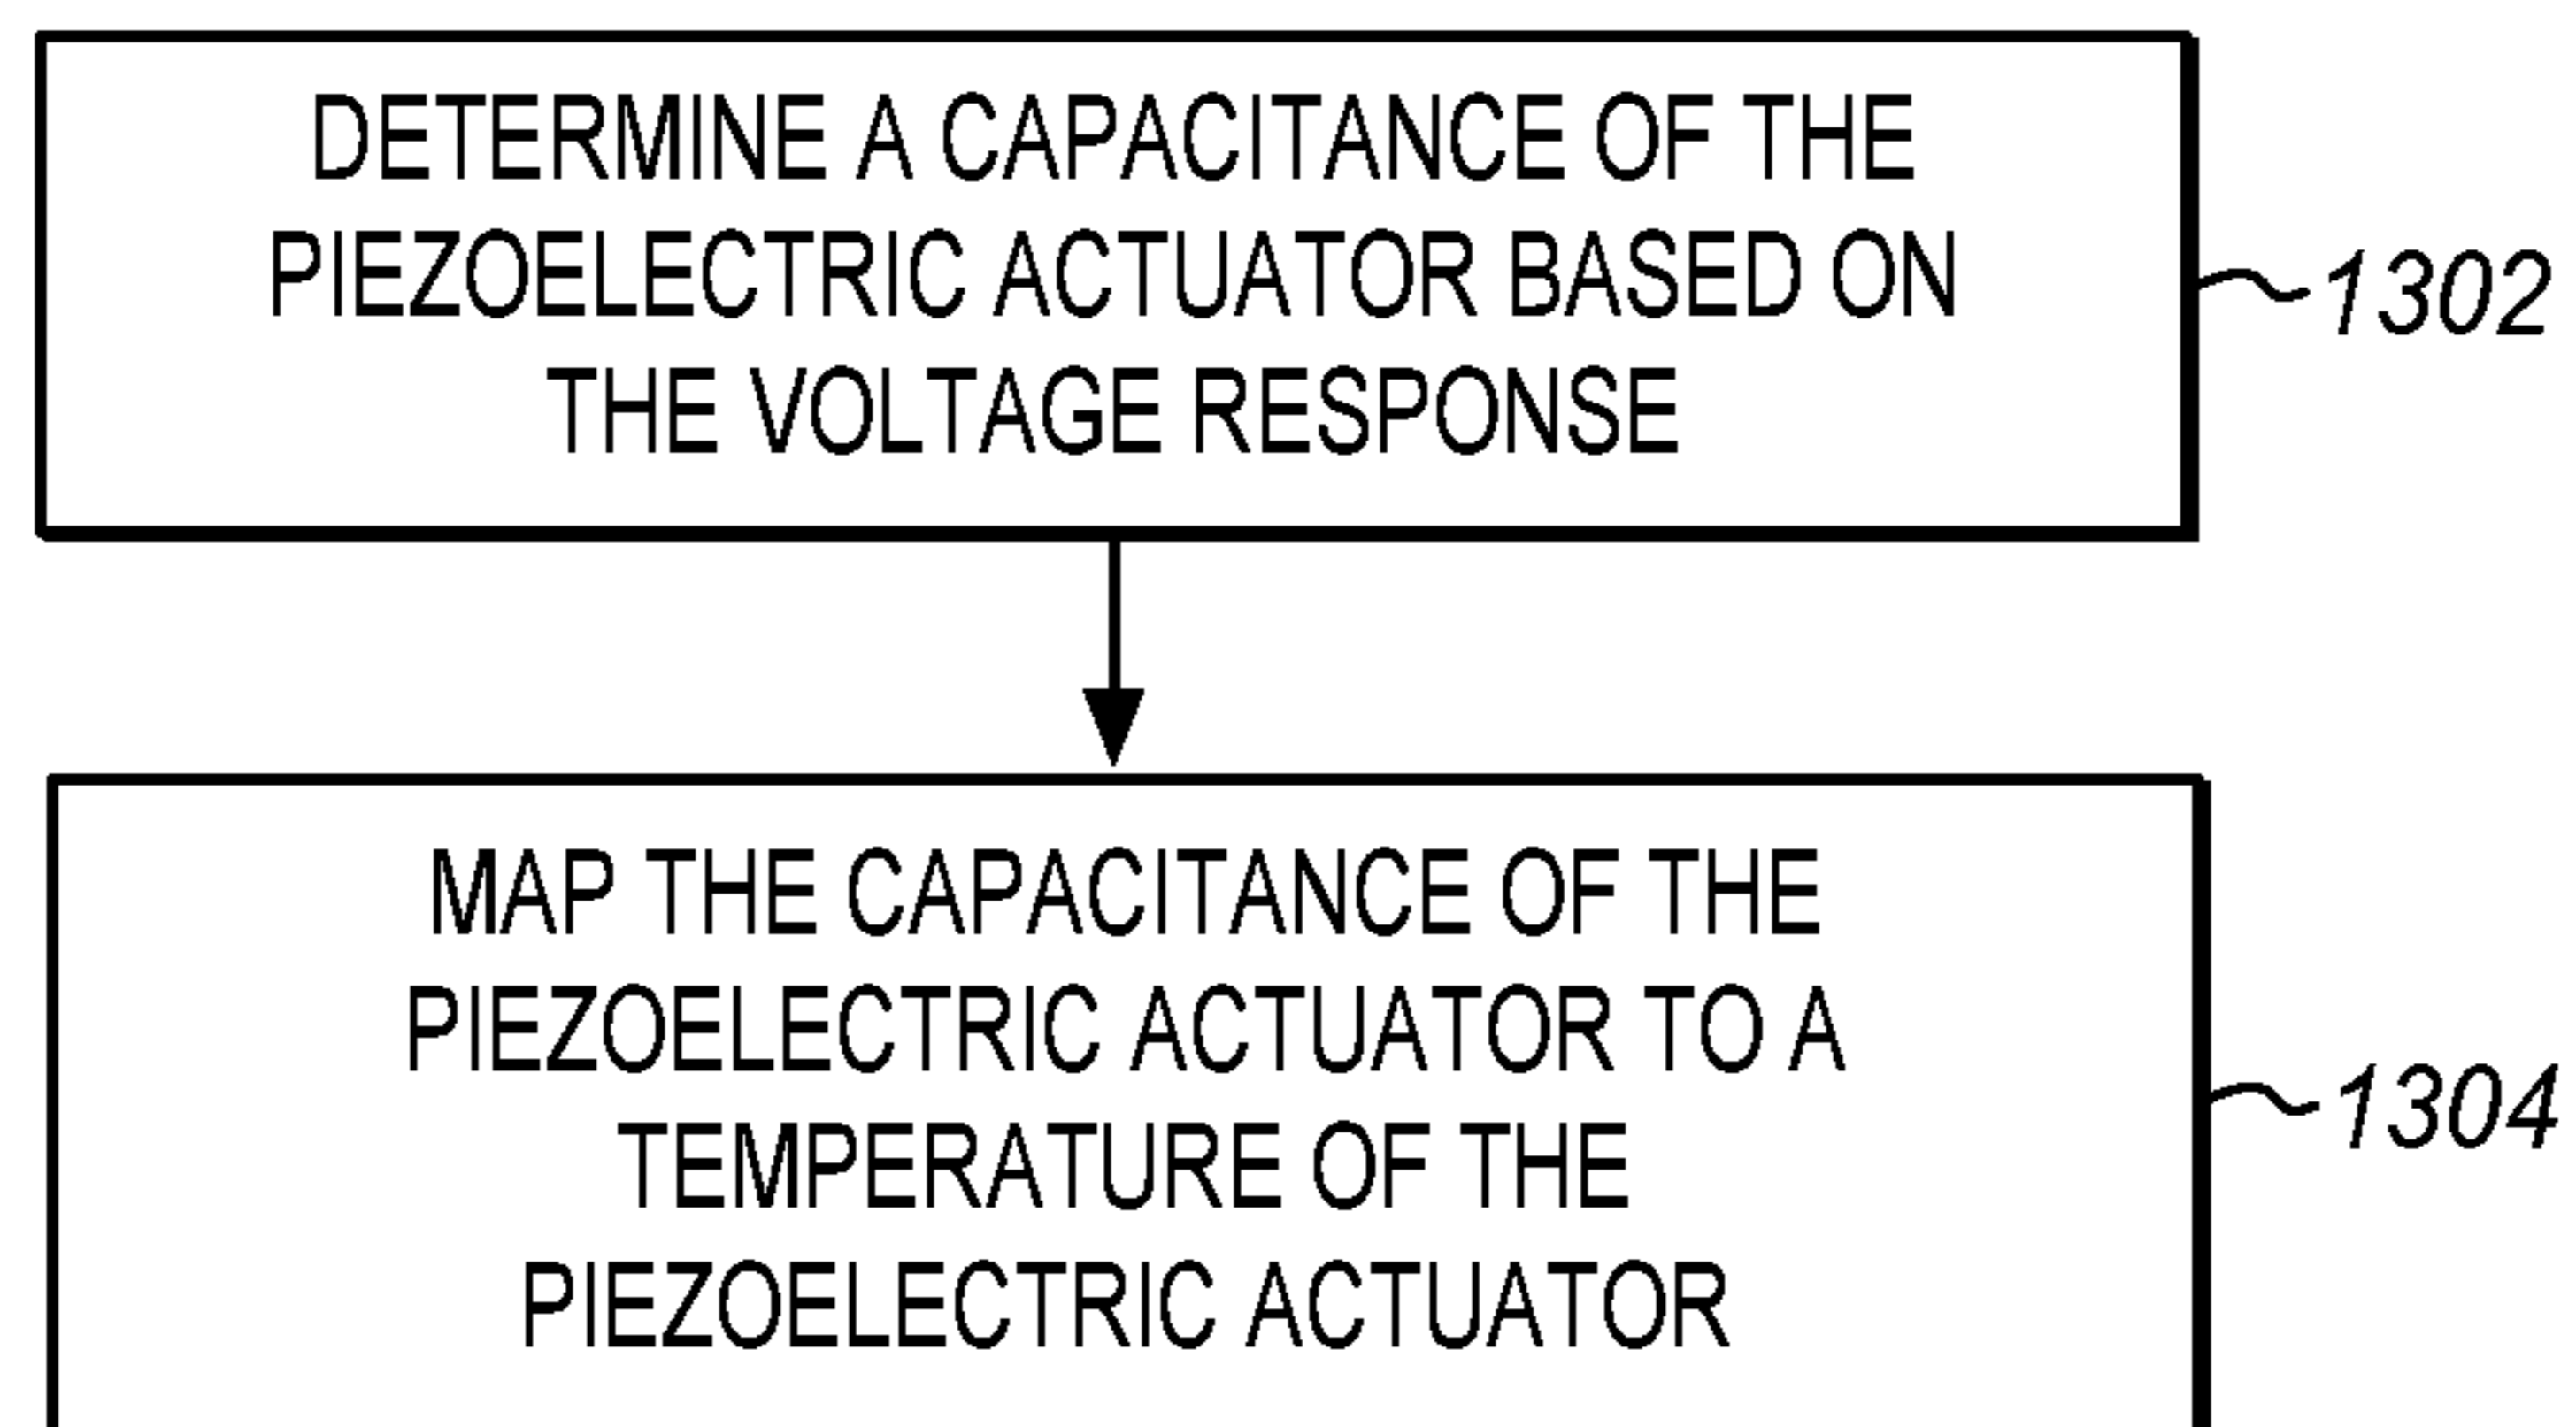 DETERMINE A CAPACITANCE OF THE
PIEZOELECTRIC ACTUATOR BASED ON
THE VOLTAGE RESPONSE
1302
MAP THE CAPACITANCE OF THE
PIEZOELECTRIC ACTUATOR TO A
TEMPERATURE OF THE
PIEZOELECTRIC ACTUATOR
1304